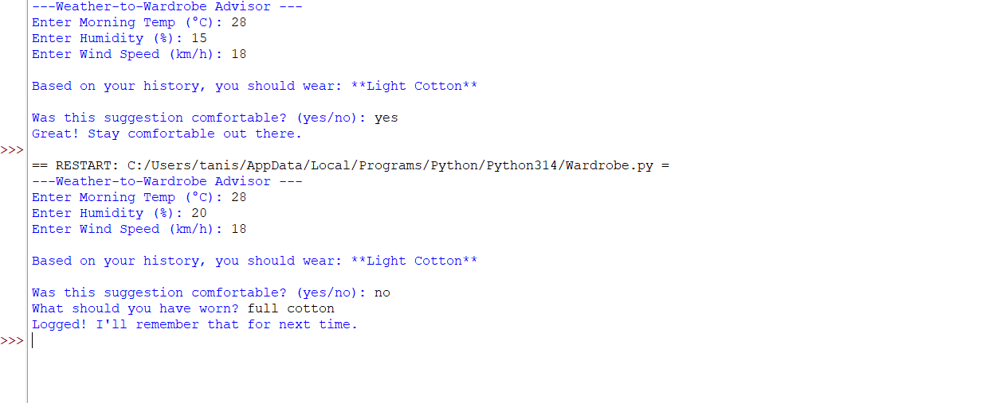 ---Weather-to-Wardrobe Advisor ---
Enter Morning Temp (°C): 28
Enter Humidity (%): 15
Enter Wind Speed (km/h): 18
Based on your history, you should wear: **Light Cotton**
Was this suggestion comfortable? (yes/no): yes
Great! Stay comfortable out there.
>>>
== RESTART: C:/Users/tanis/AppData/Local/Programs/Python/Python314/Wardrobe.py =
---Weather-to-Wardrobe Advisor ---
Enter Morning Temp (°C): 28
Enter Humidity (%): 20
Enter Wind Speed (km/h): 18
Based on your history, you should wear: **Light Cotton**
Was this suggestion comfortable? (yes/no): no
What should you have worn? full cotton
Logged! I'll remember that for next time.
>>>